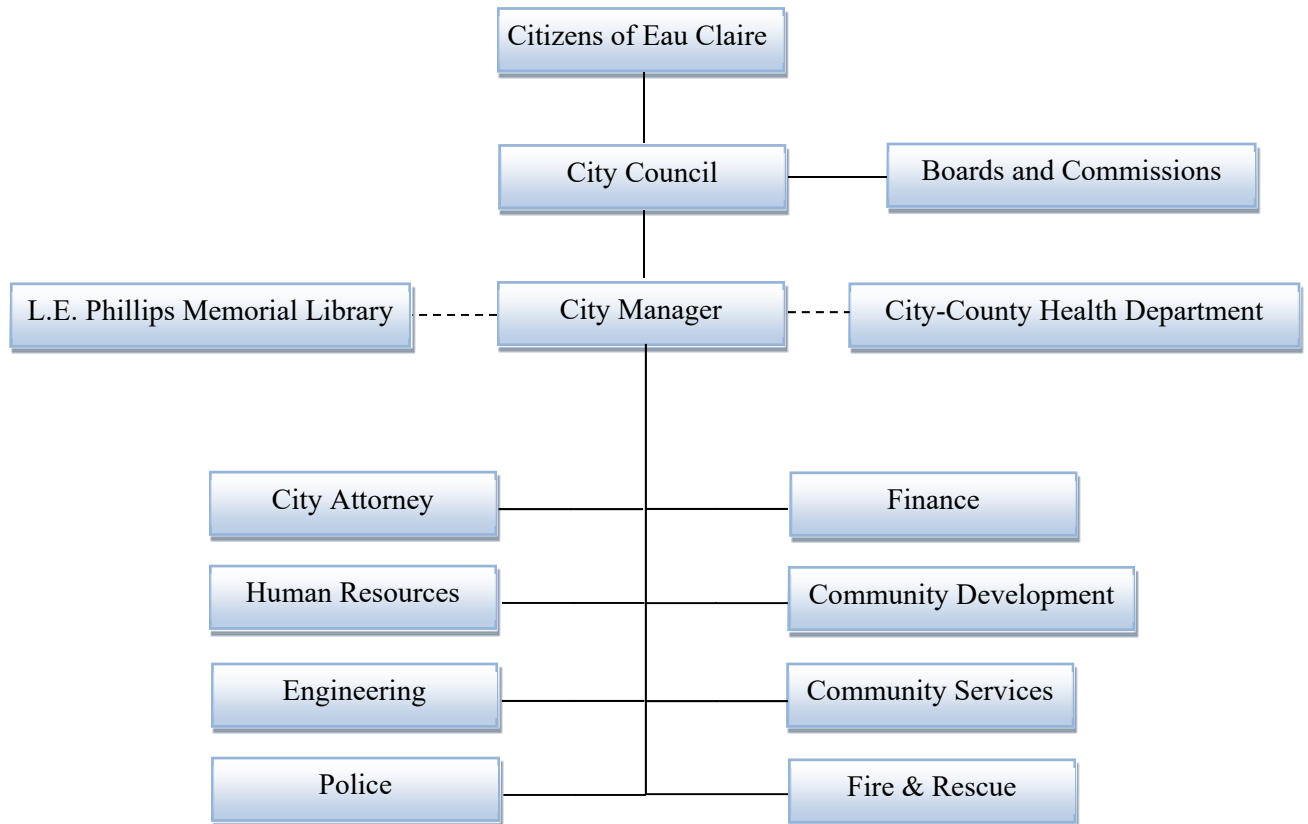 Citizens of Eau Claire
City Council
Boards and Commissions
L.E. Phillips Memorial Library
City Manager
City-County Health Department
City Attorney
Finance
Human Resources
Community Development
Engineering
Community Services
Police
Fire & Rescue